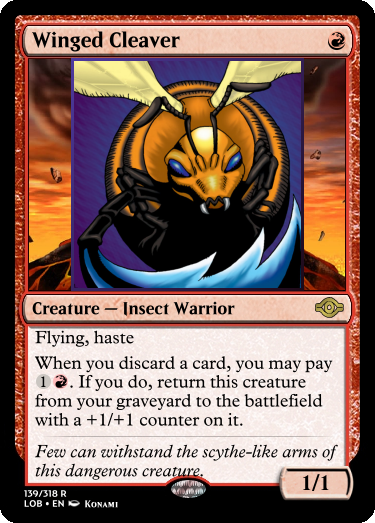 Winged Cleaver
Creature — Insect Warrior
Flying, haste
When you discard a card, you may pay
1 . If you do, return this creature
from your graveyard to the battlefield
with a +1/+1 counter on it.
Few can withstand the scythe-like arms of
this dangerous creature.
1/1
139/318 R
LOB • EN Konami